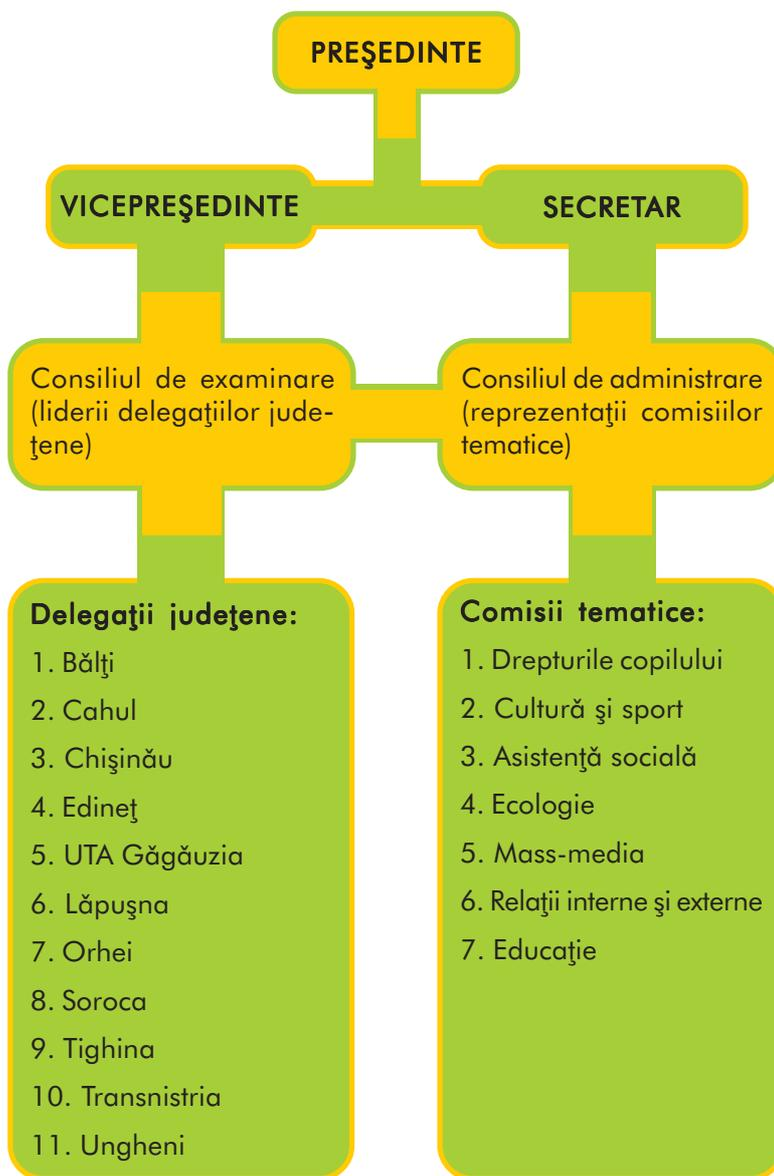 PREŞEDINTE
VICEPREŞEDINTE
SECRETAR
Consiliul de examinare
(liderii delegaţiilor jude-
ţene)
Consiliul de administrare
(reprezentaţii comisiilor
tematice)
Delegaţii judeţene:
1. Bălţi
2. Cahul
3. Chişinău
4. Edineţ
5. UTA Găgăuzia
6. Lăpuşna
7. Orhei
8. Soroca
9. Tighina
10. Transnistria
11. Ungheni
Comisii tematice:
1. Drepturile copilului
2. Cultură şi sport
3. Asistenţă socială
4. Ecologie
5. Mass-media
6. Relaţii interne şi externe
7. Educaţie